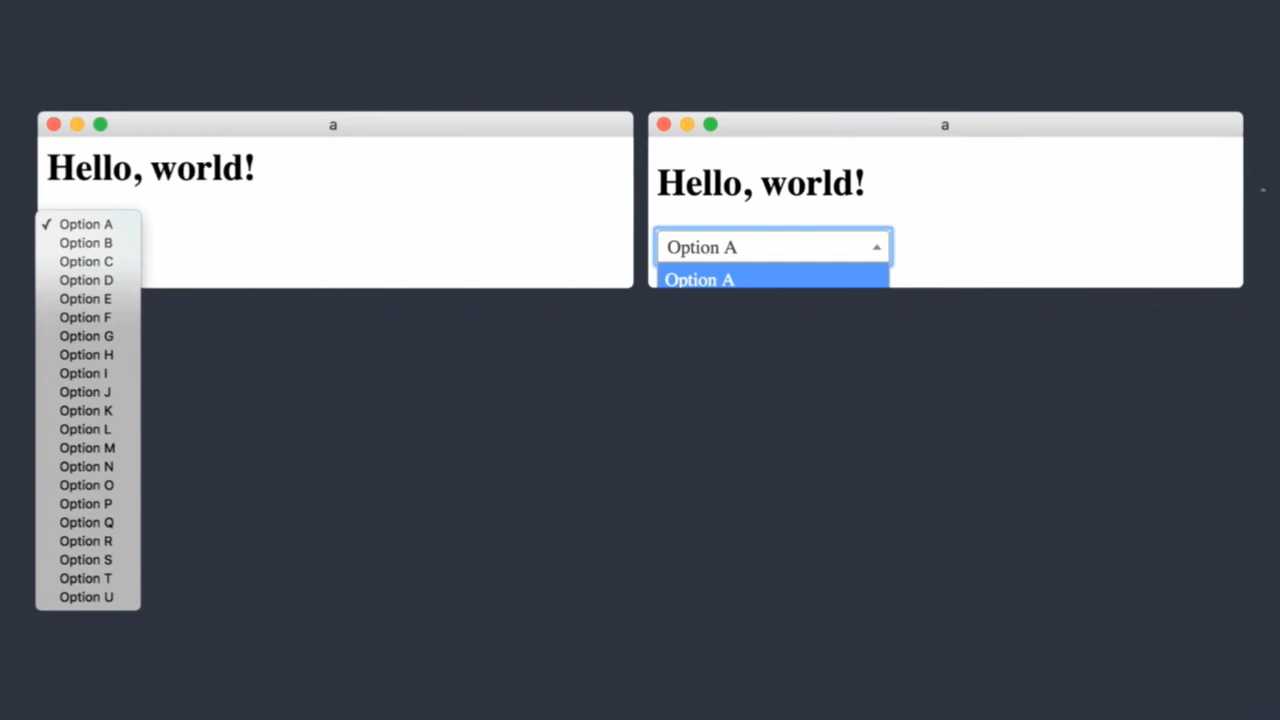 a
Hello, world!
✓ Option A
Option B
Option C
Option D
Option E
Option F
Option G
Option H
Option I
Option J
Option K
Option L
Option M
Option N
Option O
Option P
Option Q
Option R
Option S
Option T
Option U
a
Hello, world!
Option A
Option A